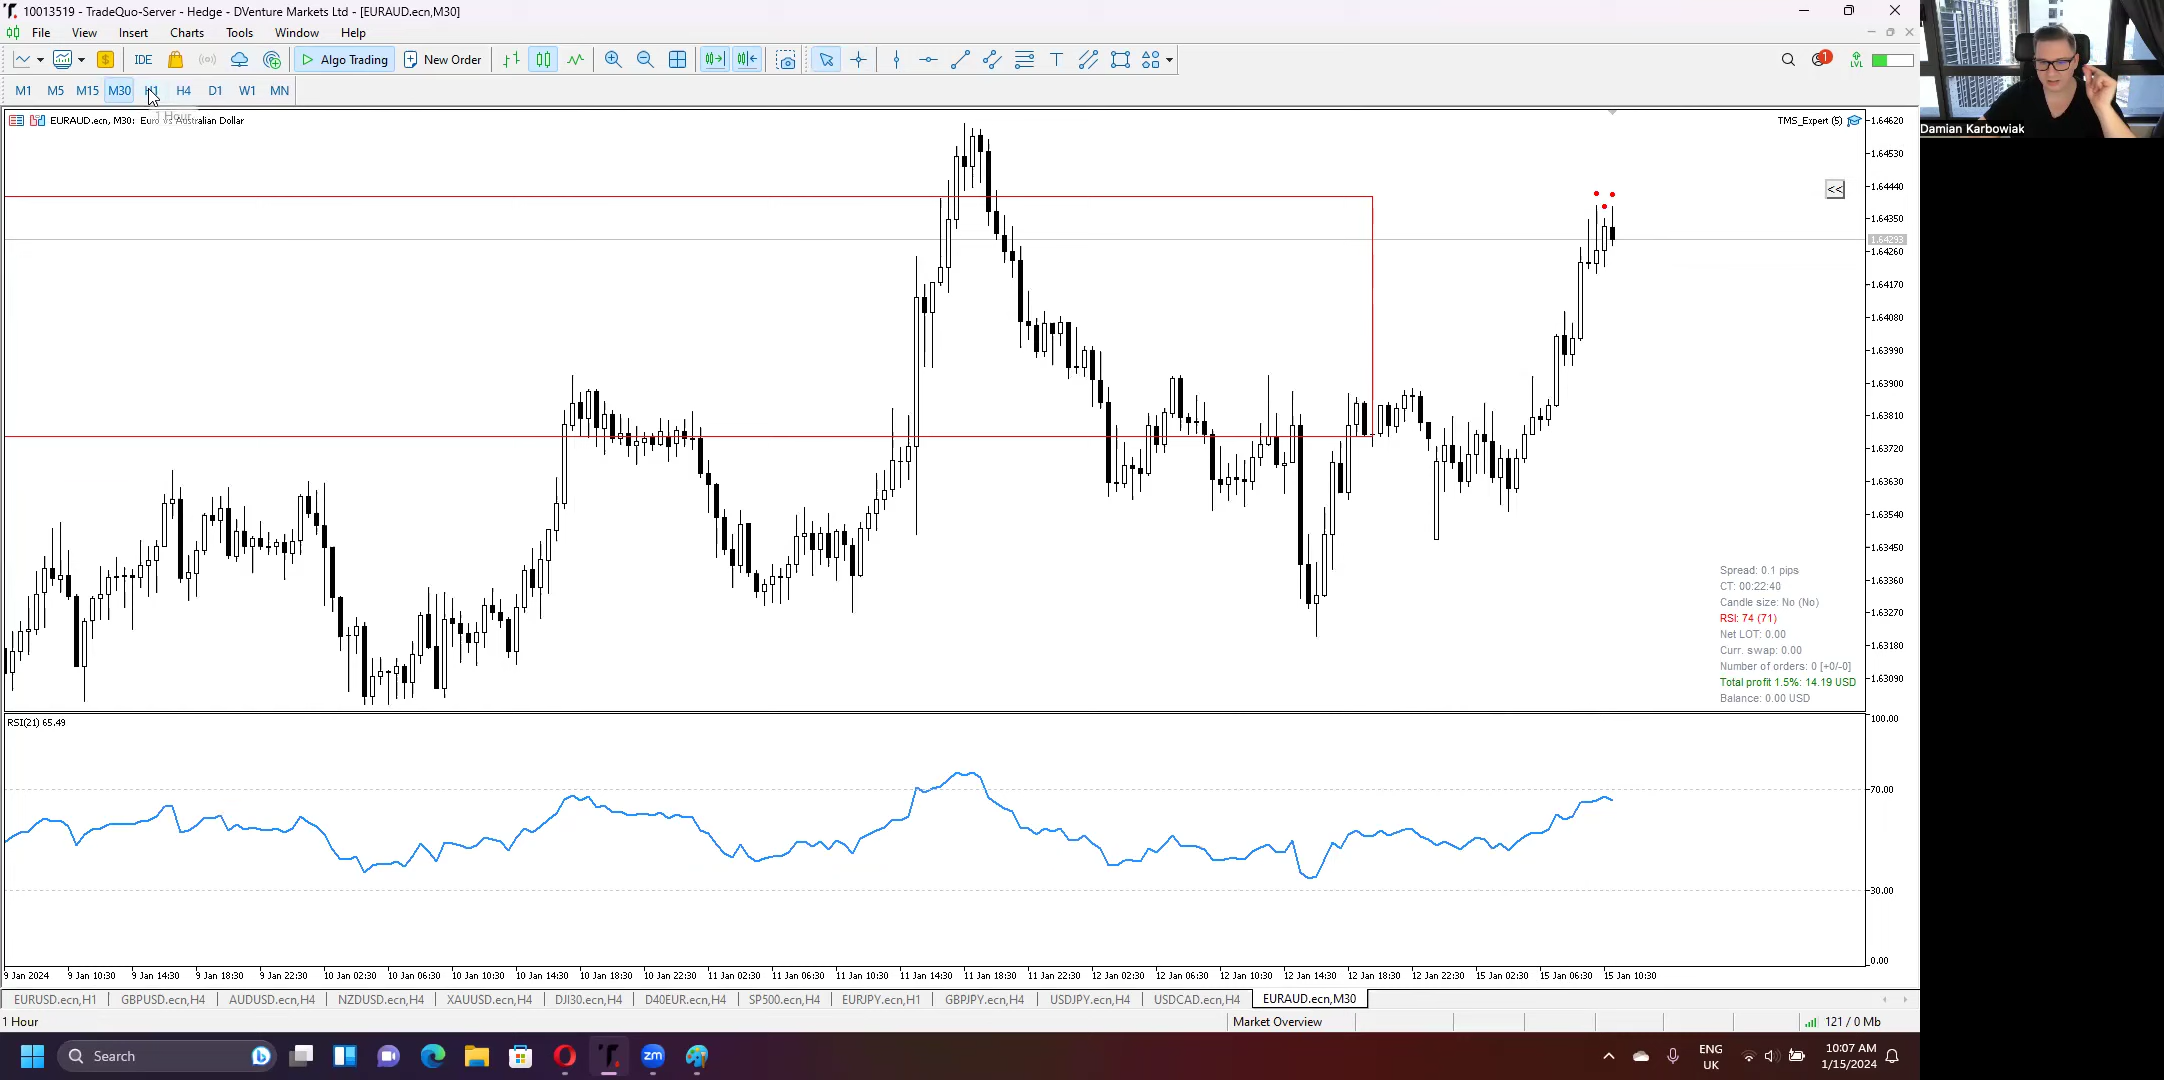 10013519 - TradeQuo-Server - Hedge - DVenture Markets Ltd - [EURAUD.ecn,M30]
File View Insert Charts Tools Window Help
IDE Algo Trading New Order 1 LVL
M1 M5 M15 M30 H1 H4 D1 W1 MN
1 Hour
EURAUD.ecn, M30: Euro vs Australian Dollar
TMS_Expert (5)
<<
1.64620
1.64530
1.64440
1.64350
1.64293
1.64260
1.64170
1.64080
1.63990
1.63900
1.63810
1.63720
1.63630
1.63540
1.63450
1.63360
1.63270
1.63180
1.63090
Spread: 0.1 pips
CT: 00:22:40
Candle size: No (No)
RSI: 74 (71)
Net LOT: 0.00
Curr. swap: 0.00
Number of orders: 0 [+0/-0]
Total profit 1.5%: 14.19 USD
Balance: 0.00 USD
RSI(21) 65.49
100.00
70.00
30.00
0.00
9 Jan 2024 9 Jan 10:30 9 Jan 14:30 9 Jan 18:30 9 Jan 22:30 10 Jan 02:30 10 Jan 06:30 10 Jan 10:30 10 Jan 14:30 10 Jan 18:30 10 Jan 22:30 11 Jan 02:30 11 Jan 06:30 11 Jan 10:30 11 Jan 14:30 11 Jan 18:30 11 Jan 22:30 12 Jan 02:30 12 Jan 06:30 12 Jan 10:30 12 Jan 14:30 12 Jan 18:30 12 Jan 22:30 15 Jan 02:30 15 Jan 06:30 15 Jan 10:30
EURUSD.ecn,H1 GBPUSD.ecn,H4 AUDUSD.ecn,H4 NZDUSD.ecn,H4 XAUUSD.ecn,H4 DJI30.ecn,H4 D40EUR.ecn,H4 SP500.ecn,H4 EURJPY.ecn,H1 GBPJPY.ecn,H4 USDJPY.ecn,H4 USDCAD.ecn,H4 EURAUD.ecn,M30
1 Hour Market Overview 121 / 0 Mb
Search zm ENG UK 10:07 AM 1/15/2024
Damian Karbowiak